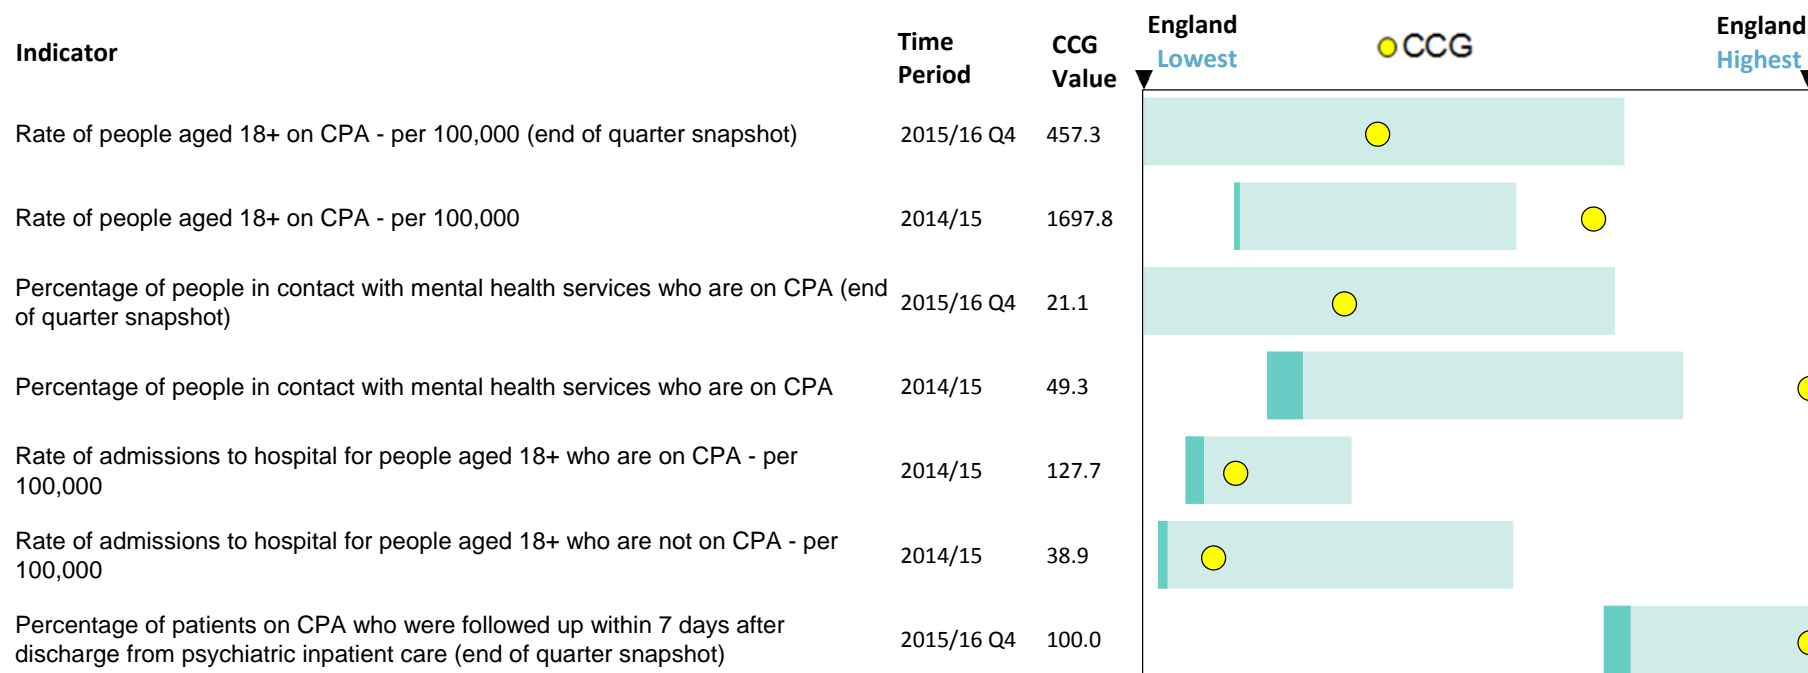 Indicator
Time
Period
CCG
Value
England
Lowest
CCG
England
Highest
Rate of people aged 18+ on CPA - per 100,000 (end of quarter snapshot)
2015/16 Q4
457.3
Rate of people aged 18+ on CPA - per 100,000
2014/15
1697.8
Percentage of people in contact with mental health services who are on CPA (end
of quarter snapshot)
2015/16 Q4
21.1
Percentage of people in contact with mental health services who are on CPA
2014/15
49.3
Rate of admissions to hospital for people aged 18+ who are on CPA - per
100,000
2014/15
127.7
Rate of admissions to hospital for people aged 18+ who are not on CPA - per
100,000
2014/15
38.9
Percentage of patients on CPA who were followed up within 7 days after
discharge from psychiatric inpatient care (end of quarter snapshot)
2015/16 Q4
100.0